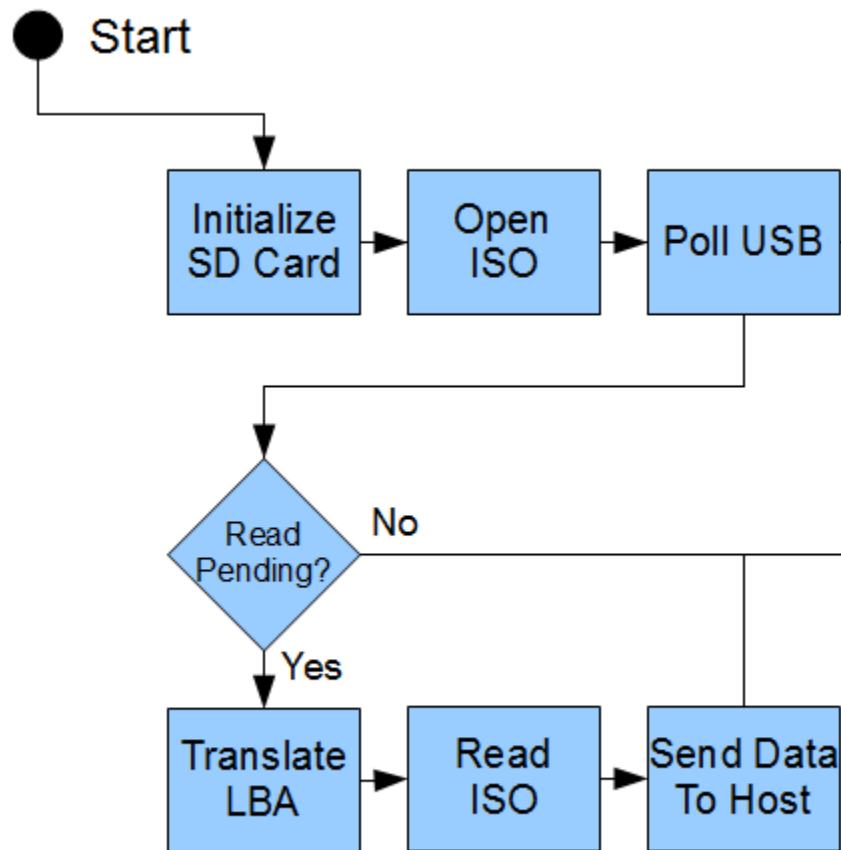 Start
Initialize
SD Card
Open
ISO
Poll USB
Read
Pending?
No
Yes
Translate
LBA
Read
ISO
Send Data
To Host